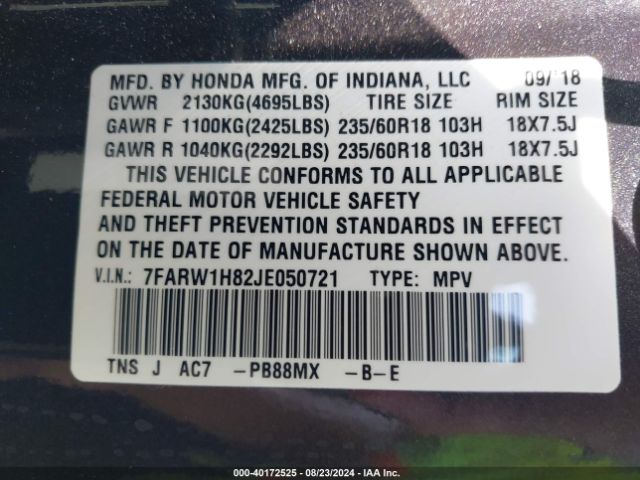 MFD. BY HONDA MFG. OF INDIANA, LLC 09/18
GVWR 2130KG(4695LBS) TIRE SIZE RIM SIZE
GAWR F 1100KG(2425LBS) 235/60R18 103H 18X7.5J
GAWR R 1040KG(2292LBS) 235/60R18 103H 18X7.5J
THIS VEHICLE CONFORMS TO ALL APPLICABLE
FEDERAL MOTOR VEHICLE SAFETY
AND THEFT PREVENTION STANDARDS IN EFFECT
ON THE DATE OF MANUFACTURE SHOWN ABOVE.
V.I.N.: 7FARW1H82JE050721 TYPE: MPV
TNS J AC7 -PB88MX -B-E
000-40172525 - 08/23/2024 - IAA Inc.